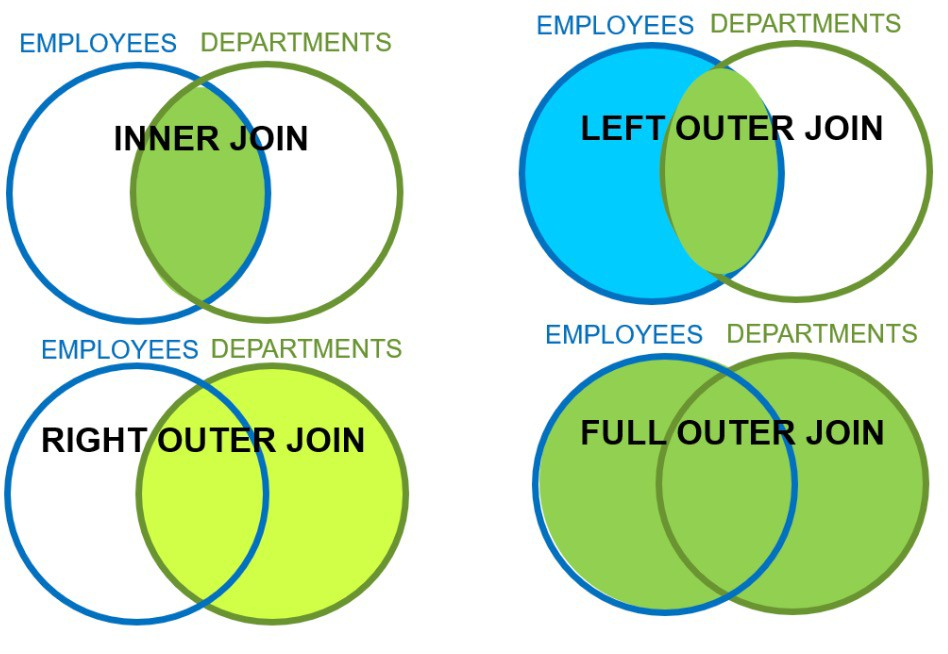 EMPLOYEES DEPARTMENTS
INNER JOIN
EMPLOYEES DEPARTMENTS
LEFT OUTER JOIN
EMPLOYEES DEPARTMENTS
RIGHT OUTER JOIN
EMPLOYEES DEPARTMENTS
FULL OUTER JOIN